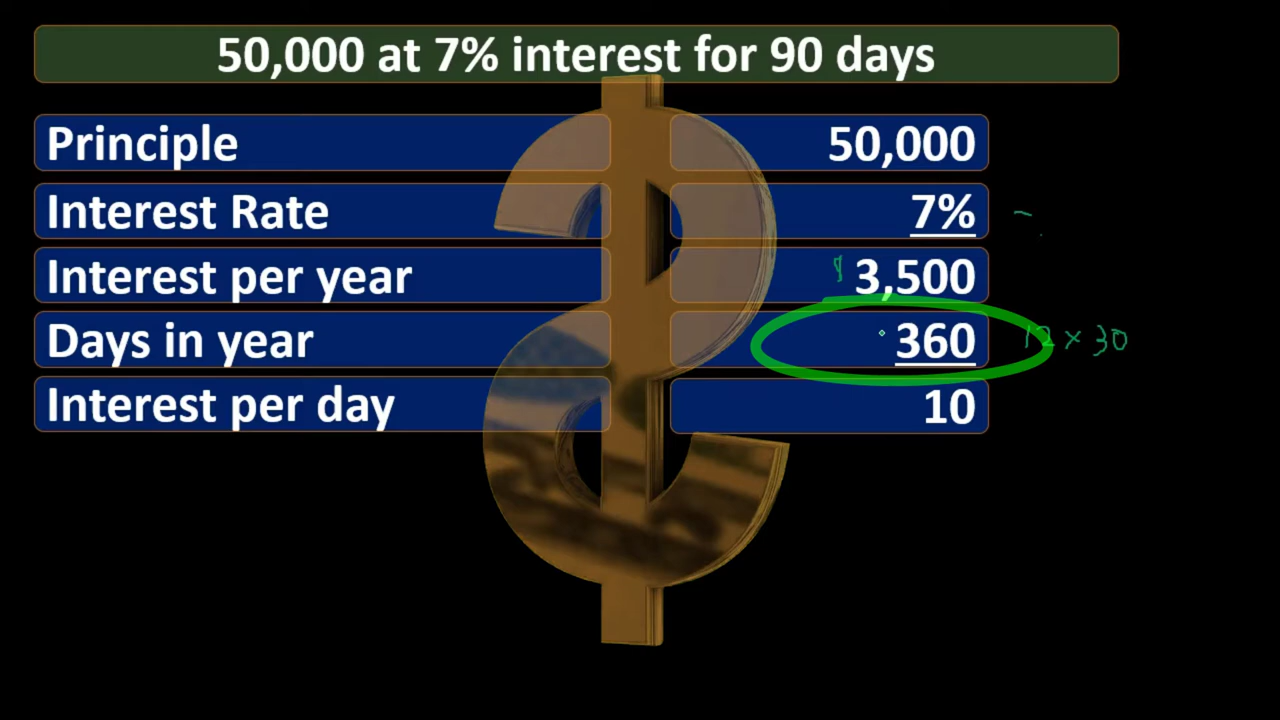 50,000 at 7% interest for 90 days
Principle 50,000
Interest Rate 7%
Interest per year 3,500
Days in year 360 12 x 30
Interest per day 10